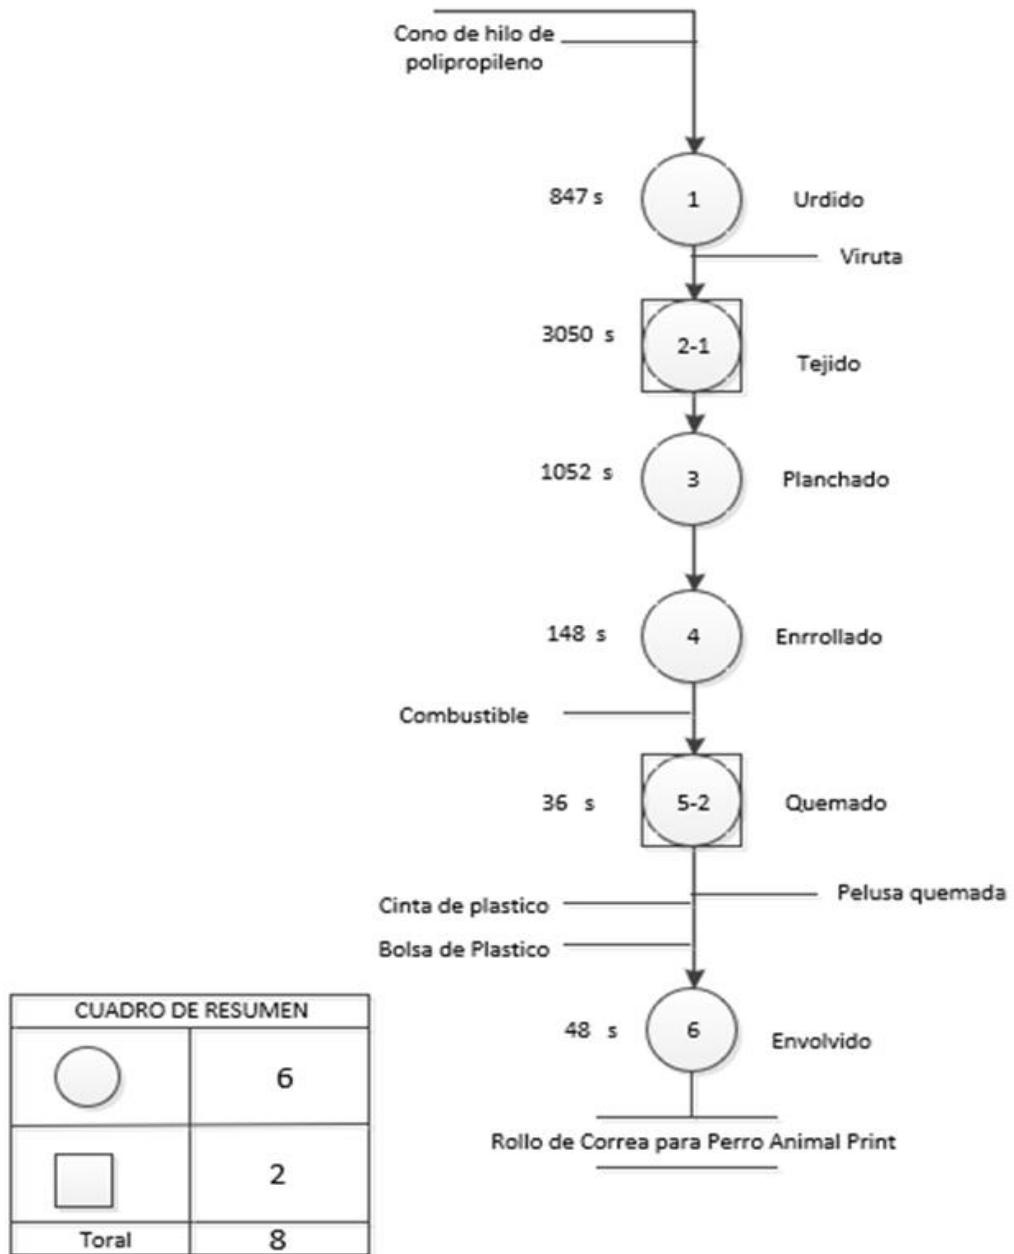 Cono de hilo de
polipropileno
847 s
1
Urdido
Viruta
3050 s
2-1
Tejido
1052 s
3
Planchado
148 s
4
Enrrollado
Combustible
36 s
5-2
Quemado
Pelusa quemada
Cinta de plastico
Bolsa de Plastico
48 s
6
Envolvido
Rollo de Correa para Perro Animal Print
CUADRO DE RESUMEN
6
2
Toral 8